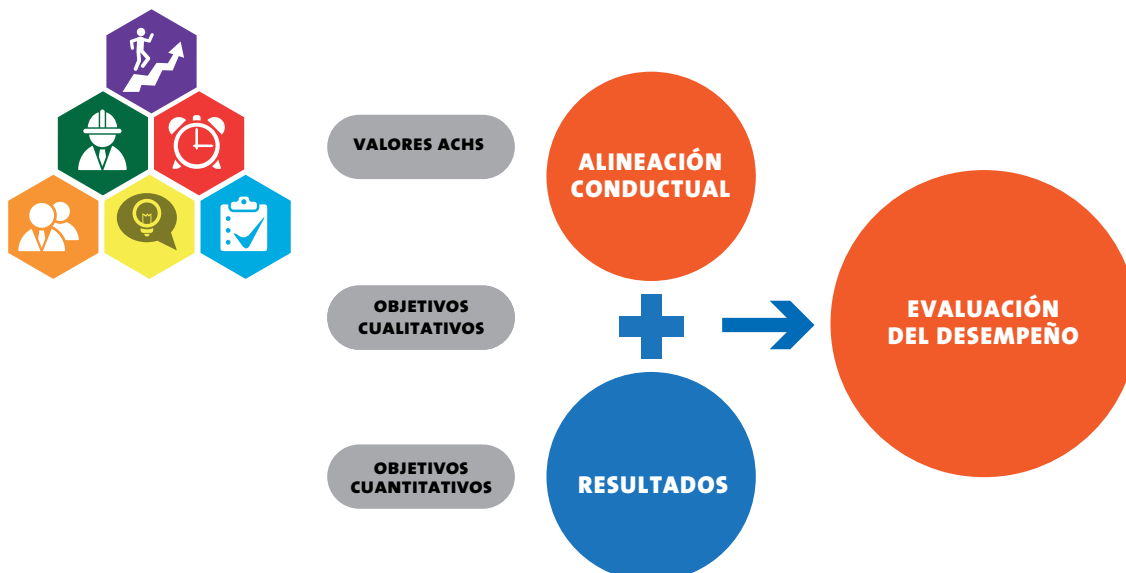 VALORES ACHS
ALINEACIÓN
CONDUCTUAL
OBJETIVOS
CUALITATIVOS
EVALUACIÓN
DEL DESEMPEÑO
OBJETIVOS
CUANTITATIVOS
RESULTADOS